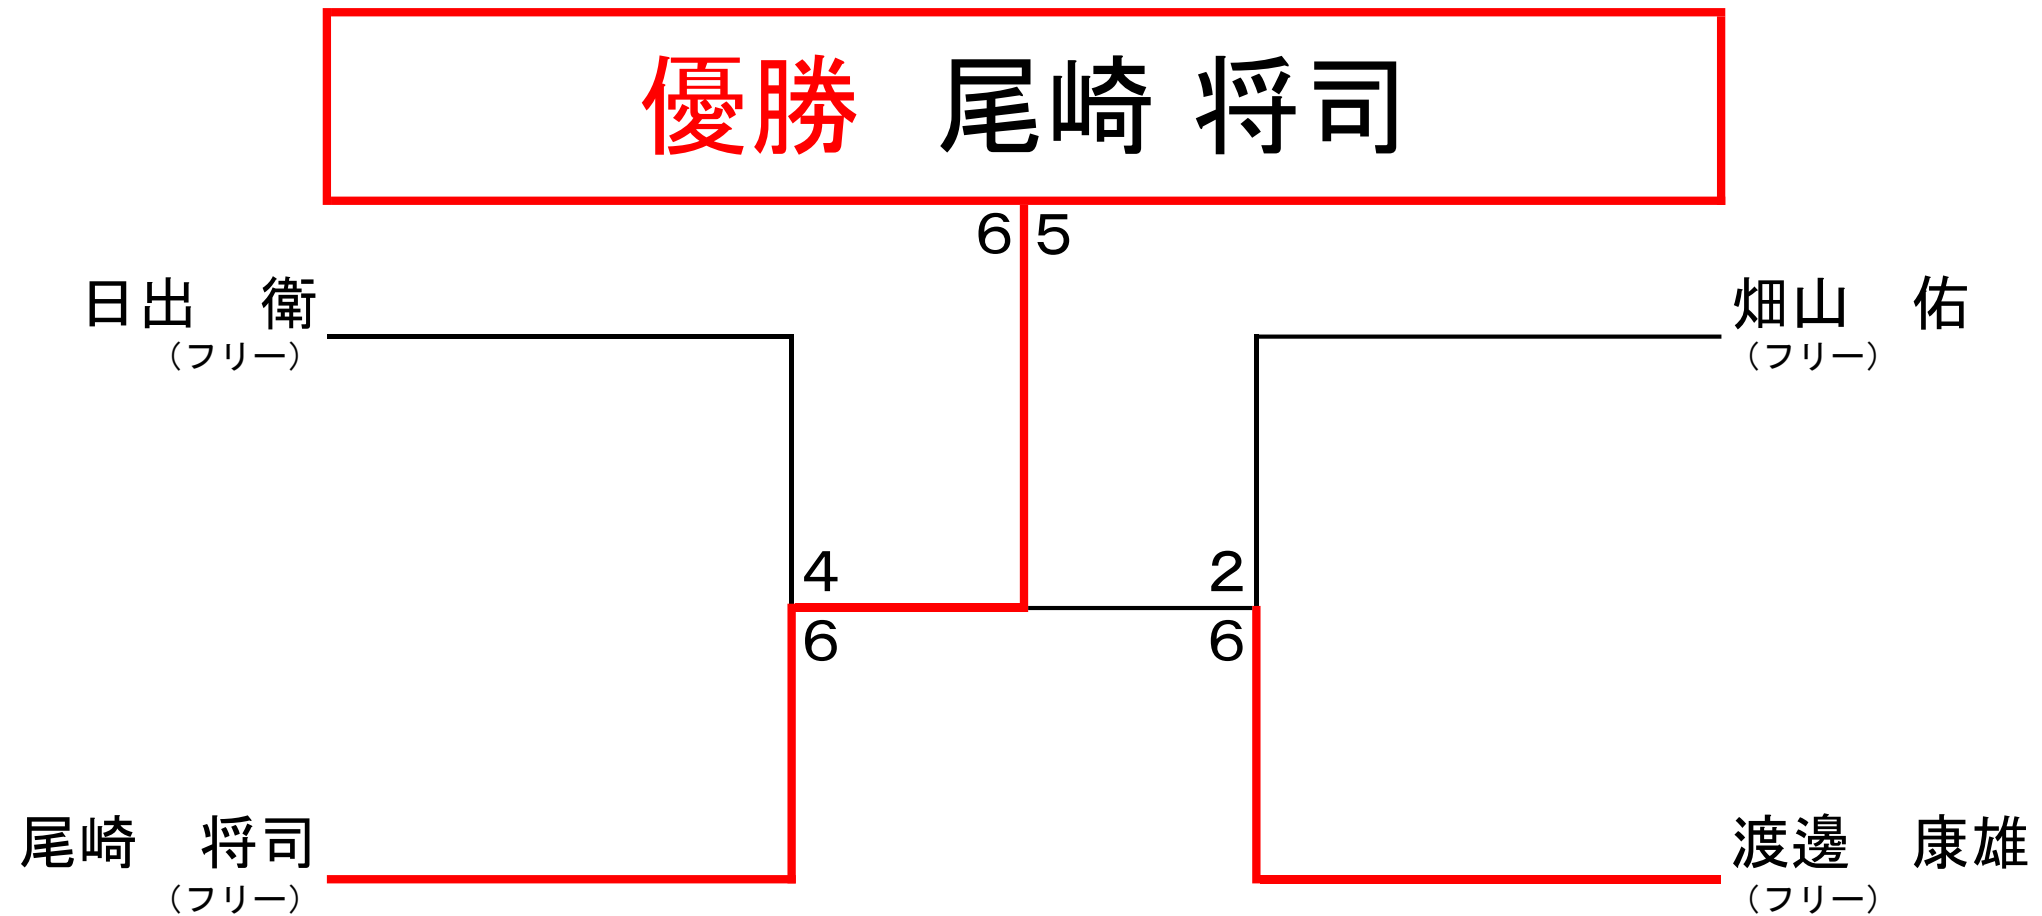 優勝 尾崎 将司
6 5
日出 衛
（フリー）
畑山 佑
（フリー）
4
2
6
6
尾崎 将司
（フリー）
渡邊 康雄
（フリー）